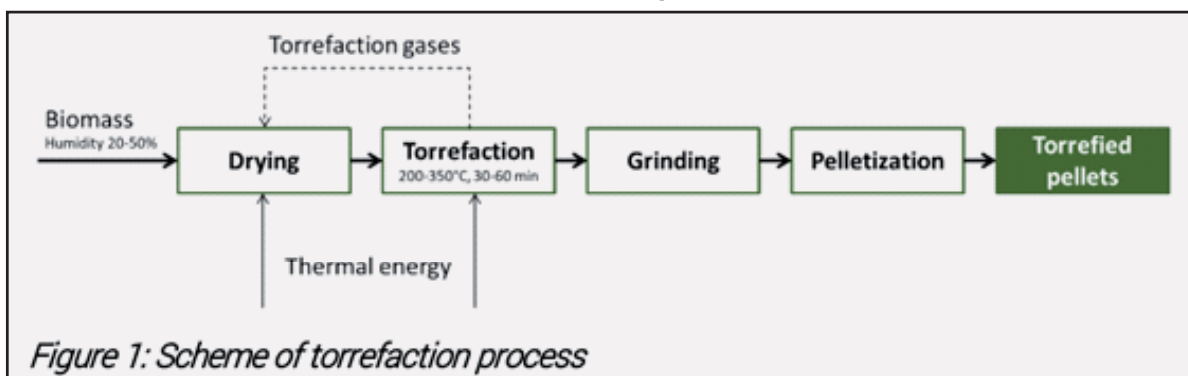 Torrefaction gases
Biomass
Humidity 20-50%
Drying
Torrefaction
200-350°C, 30-60 min
Grinding
Pelletization
Torrefied
pellets
Thermal energy
Figure 1: Scheme of torrefaction process